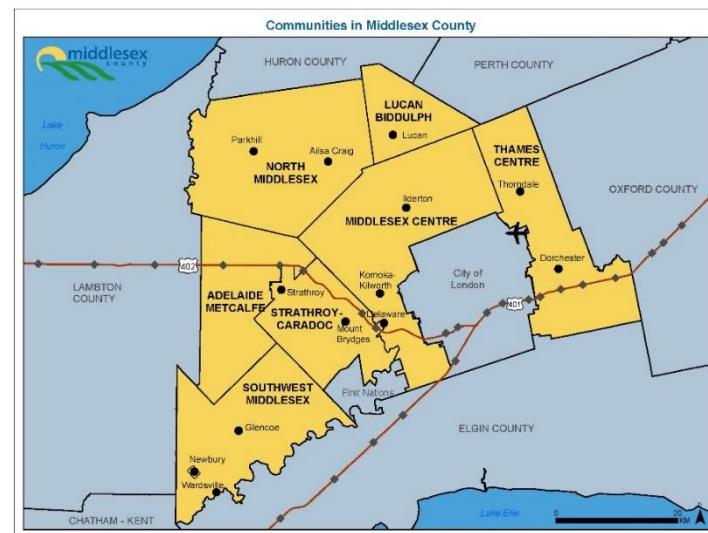 Communities in Middlesex County
middlesex
county
HURON COUNTY
PERTH COUNTY
Lake
Huron
LUCAN
BIDDULPH
Lucan
Parkhill
Ailsa Craig
NORTH
MIDDLESEX
THAMES
CENTRE
Thorndale
OXFORD COUNTY
Ilderton
MIDDLESEX CENTRE
402
LAMBTON
COUNTY
ADELAIDE
METCALFE
Strathroy
STRATHROY-
CARADOC
Mount
Brydges
Komoka-
Kilworth
Delaware
City of
London
Dorchester
401
First Nations
SOUTHWEST
MIDDLESEX
Glencoe
Newbury
Wardsville
ELGIN COUNTY
CHATHAM - KENT
Lake Erie
0
20
KM